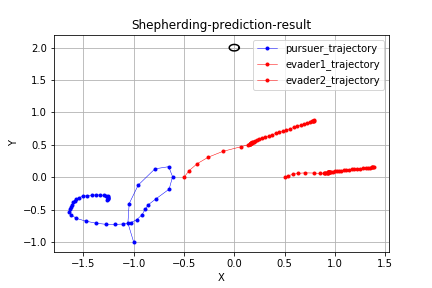 Shepherding-prediction-result
pursuer_trajectory
evader1_trajectory
evader2_trajectory
2.0
1.5
1.0
0.5
0.0
−0.5
−1.0
Y
−1.5
−1.0
−0.5
0.0
0.5
1.0
1.5
X